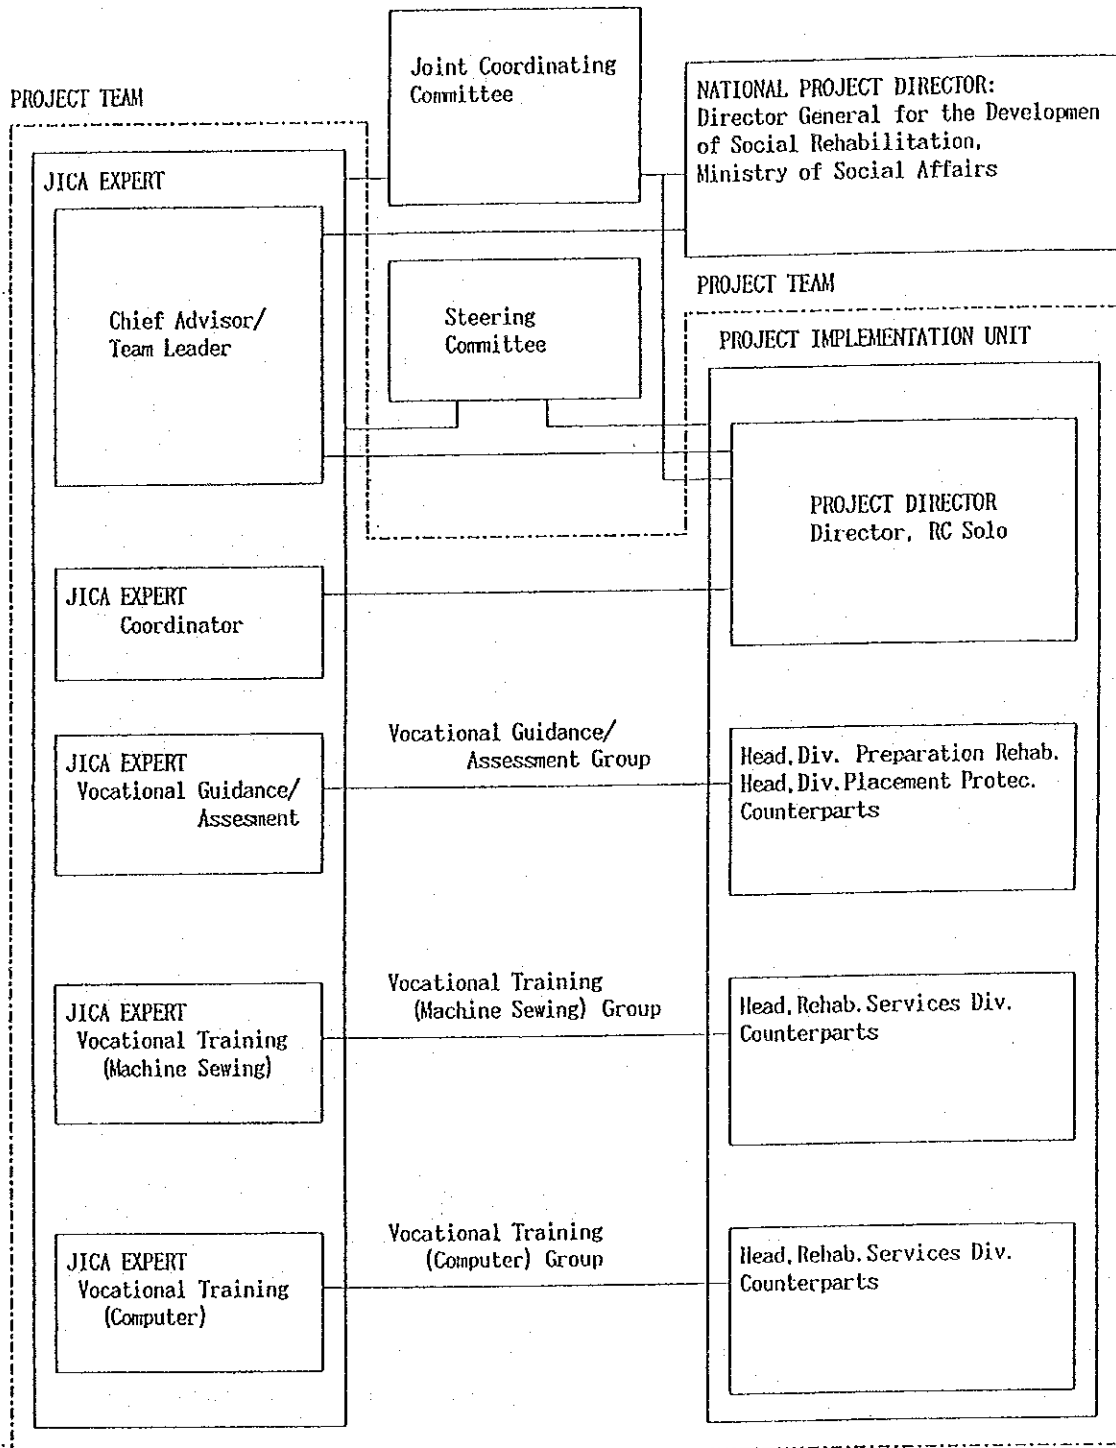 PROJECT TEAM
Joint Coordinating
Committee
NATIONAL PROJECT DIRECTOR:
Director General for the Developmen
of Social Rehabilitation,
Ministry of Social Affairs
JICA EXPERT
Chief Advisor/
Team Leader
Steering
Committee
PROJECT TEAM
PROJECT IMPLEMENTATION UNIT
PROJECT DIRECTOR
Director, RC Solo
JICA EXPERT
Coordinator
JICA EXPERT
Vocational Guidance/
Assesment
Vocational Guidance/
Assessment Group
Head,Div. Preparation Rehab.
Head,Div.Placement Protec.
Counterparts
JICA EXPERT
Vocational Training
(Machine Sewing)
Vocational Training
(Machine Sewing) Group
Head,Rehab.Services Div.
Counterparts
JICA EXPERT
Vocational Training
(Computer)
Vocational Training
(Computer) Group
Head,Rehab.Services Div.
Counterparts